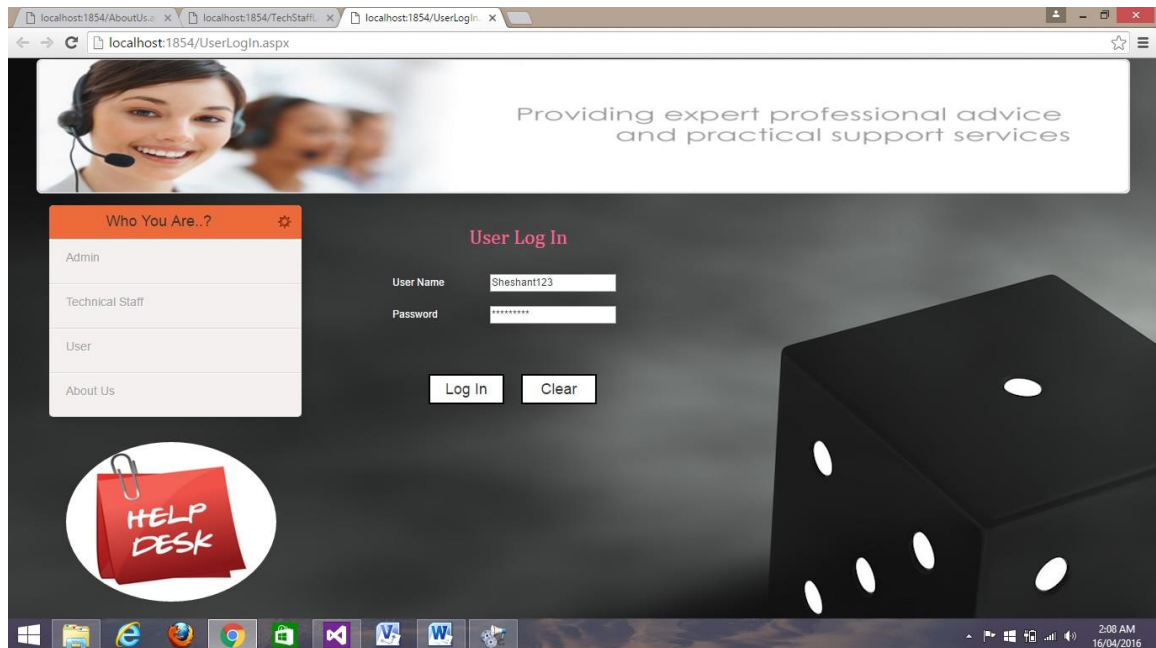 localhost:1854/AboutUs.a
localhost:1854/TechStaffL
localhost:1854/UserLogIn.
localhost:1854/UserLogIn.aspx
Providing expert professional advice
and practical support services
Who You Are..?
Admin
Technical Staff
User
About Us
User Log In
User Name Sheshant123
Password *********
Log In Clear
HELP
DESK
2:08 AM
16/04/2016